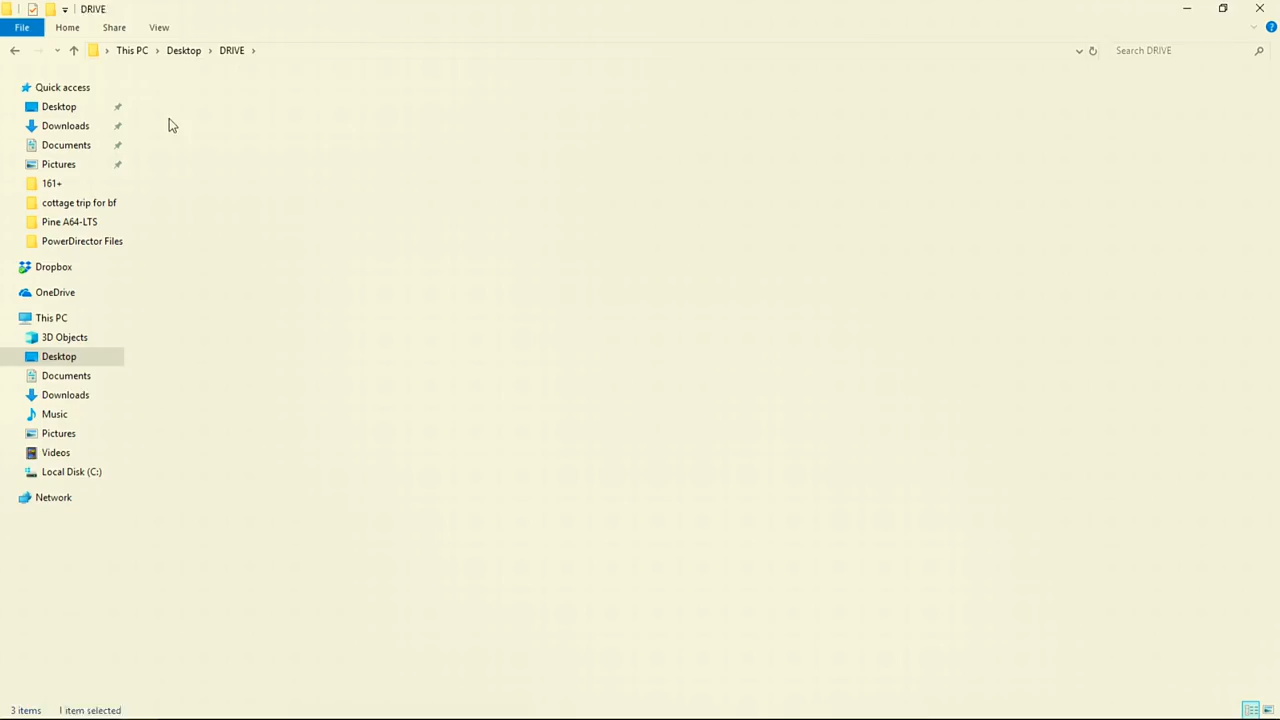 DRIVE
File Home Share View
This PC Desktop DRIVE Search DRIVE
Quick access
Desktop
Downloads
Documents
Pictures
161+
cottage trip for bf
Pine A64-LTS
PowerDirector Files
Dropbox
OneDrive
This PC
3D Objects
Desktop
Documents
Downloads
Music
Pictures
Videos
Local Disk (C:)
Network
3 items 1 item selected